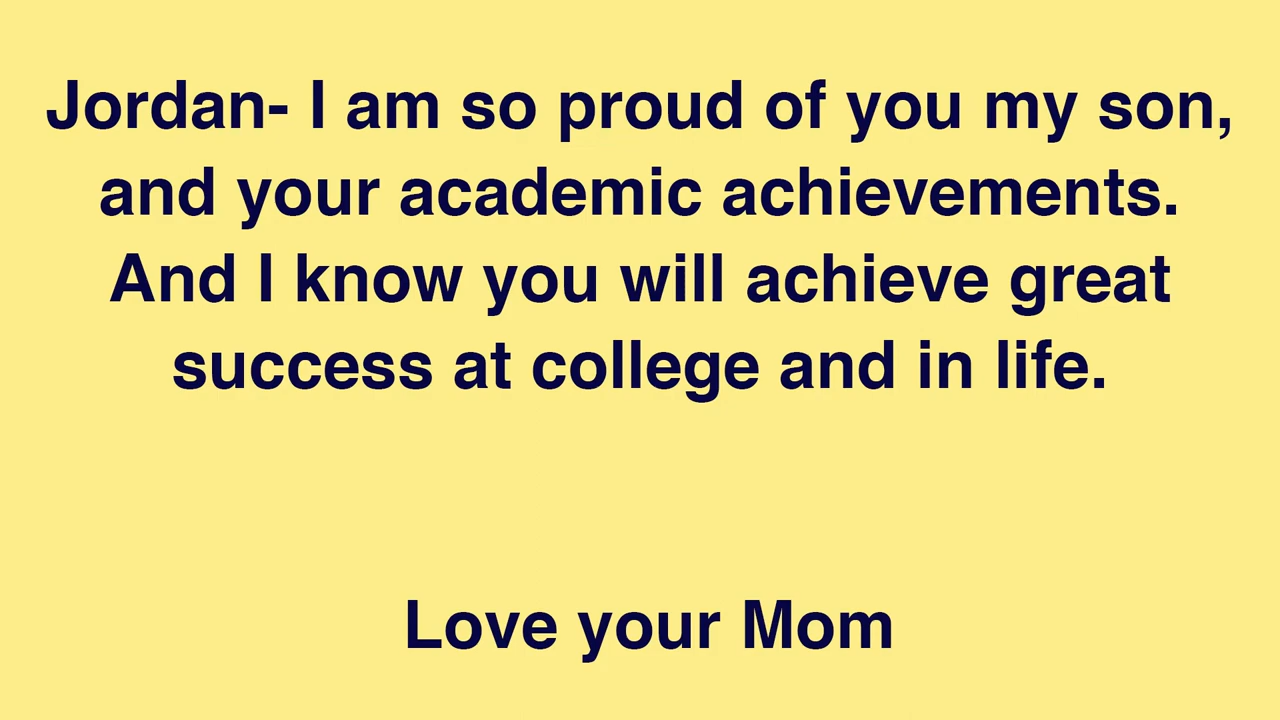 Jordan- I am so proud of you my son,
and your academic achievements.
And I know you will achieve great
success at college and in life.
Love your Mom